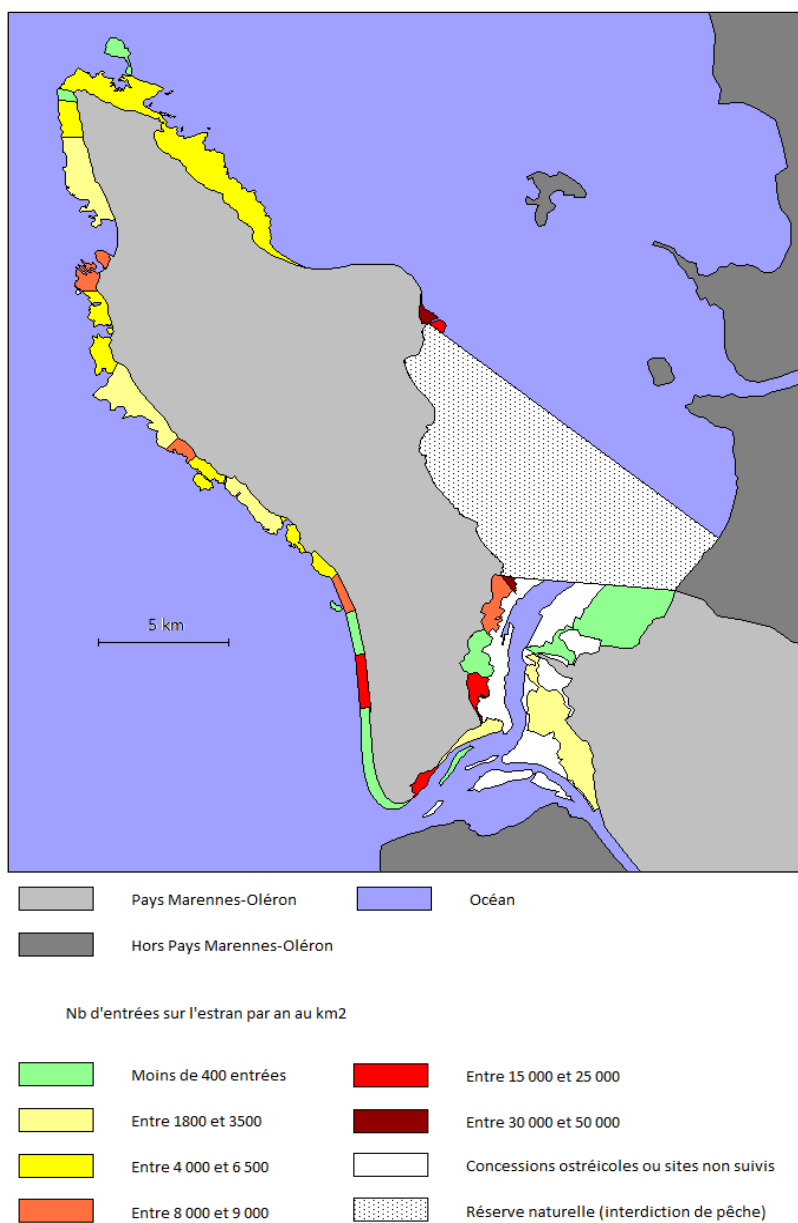 5 km
Pays Marennes-Oléron
Océan
Hors Pays Marennes-Oléron
Nb d'entrées sur l'estran par an au km2
Moins de 400 entrées
Entre 15 000 et 25 000
Entre 1800 et 3500
Entre 30 000 et 50 000
Entre 4 000 et 6 500
Concessions ostréicoles ou sites non suivis
Entre 8 000 et 9 000
Réserve naturelle (interdiction de pêche)